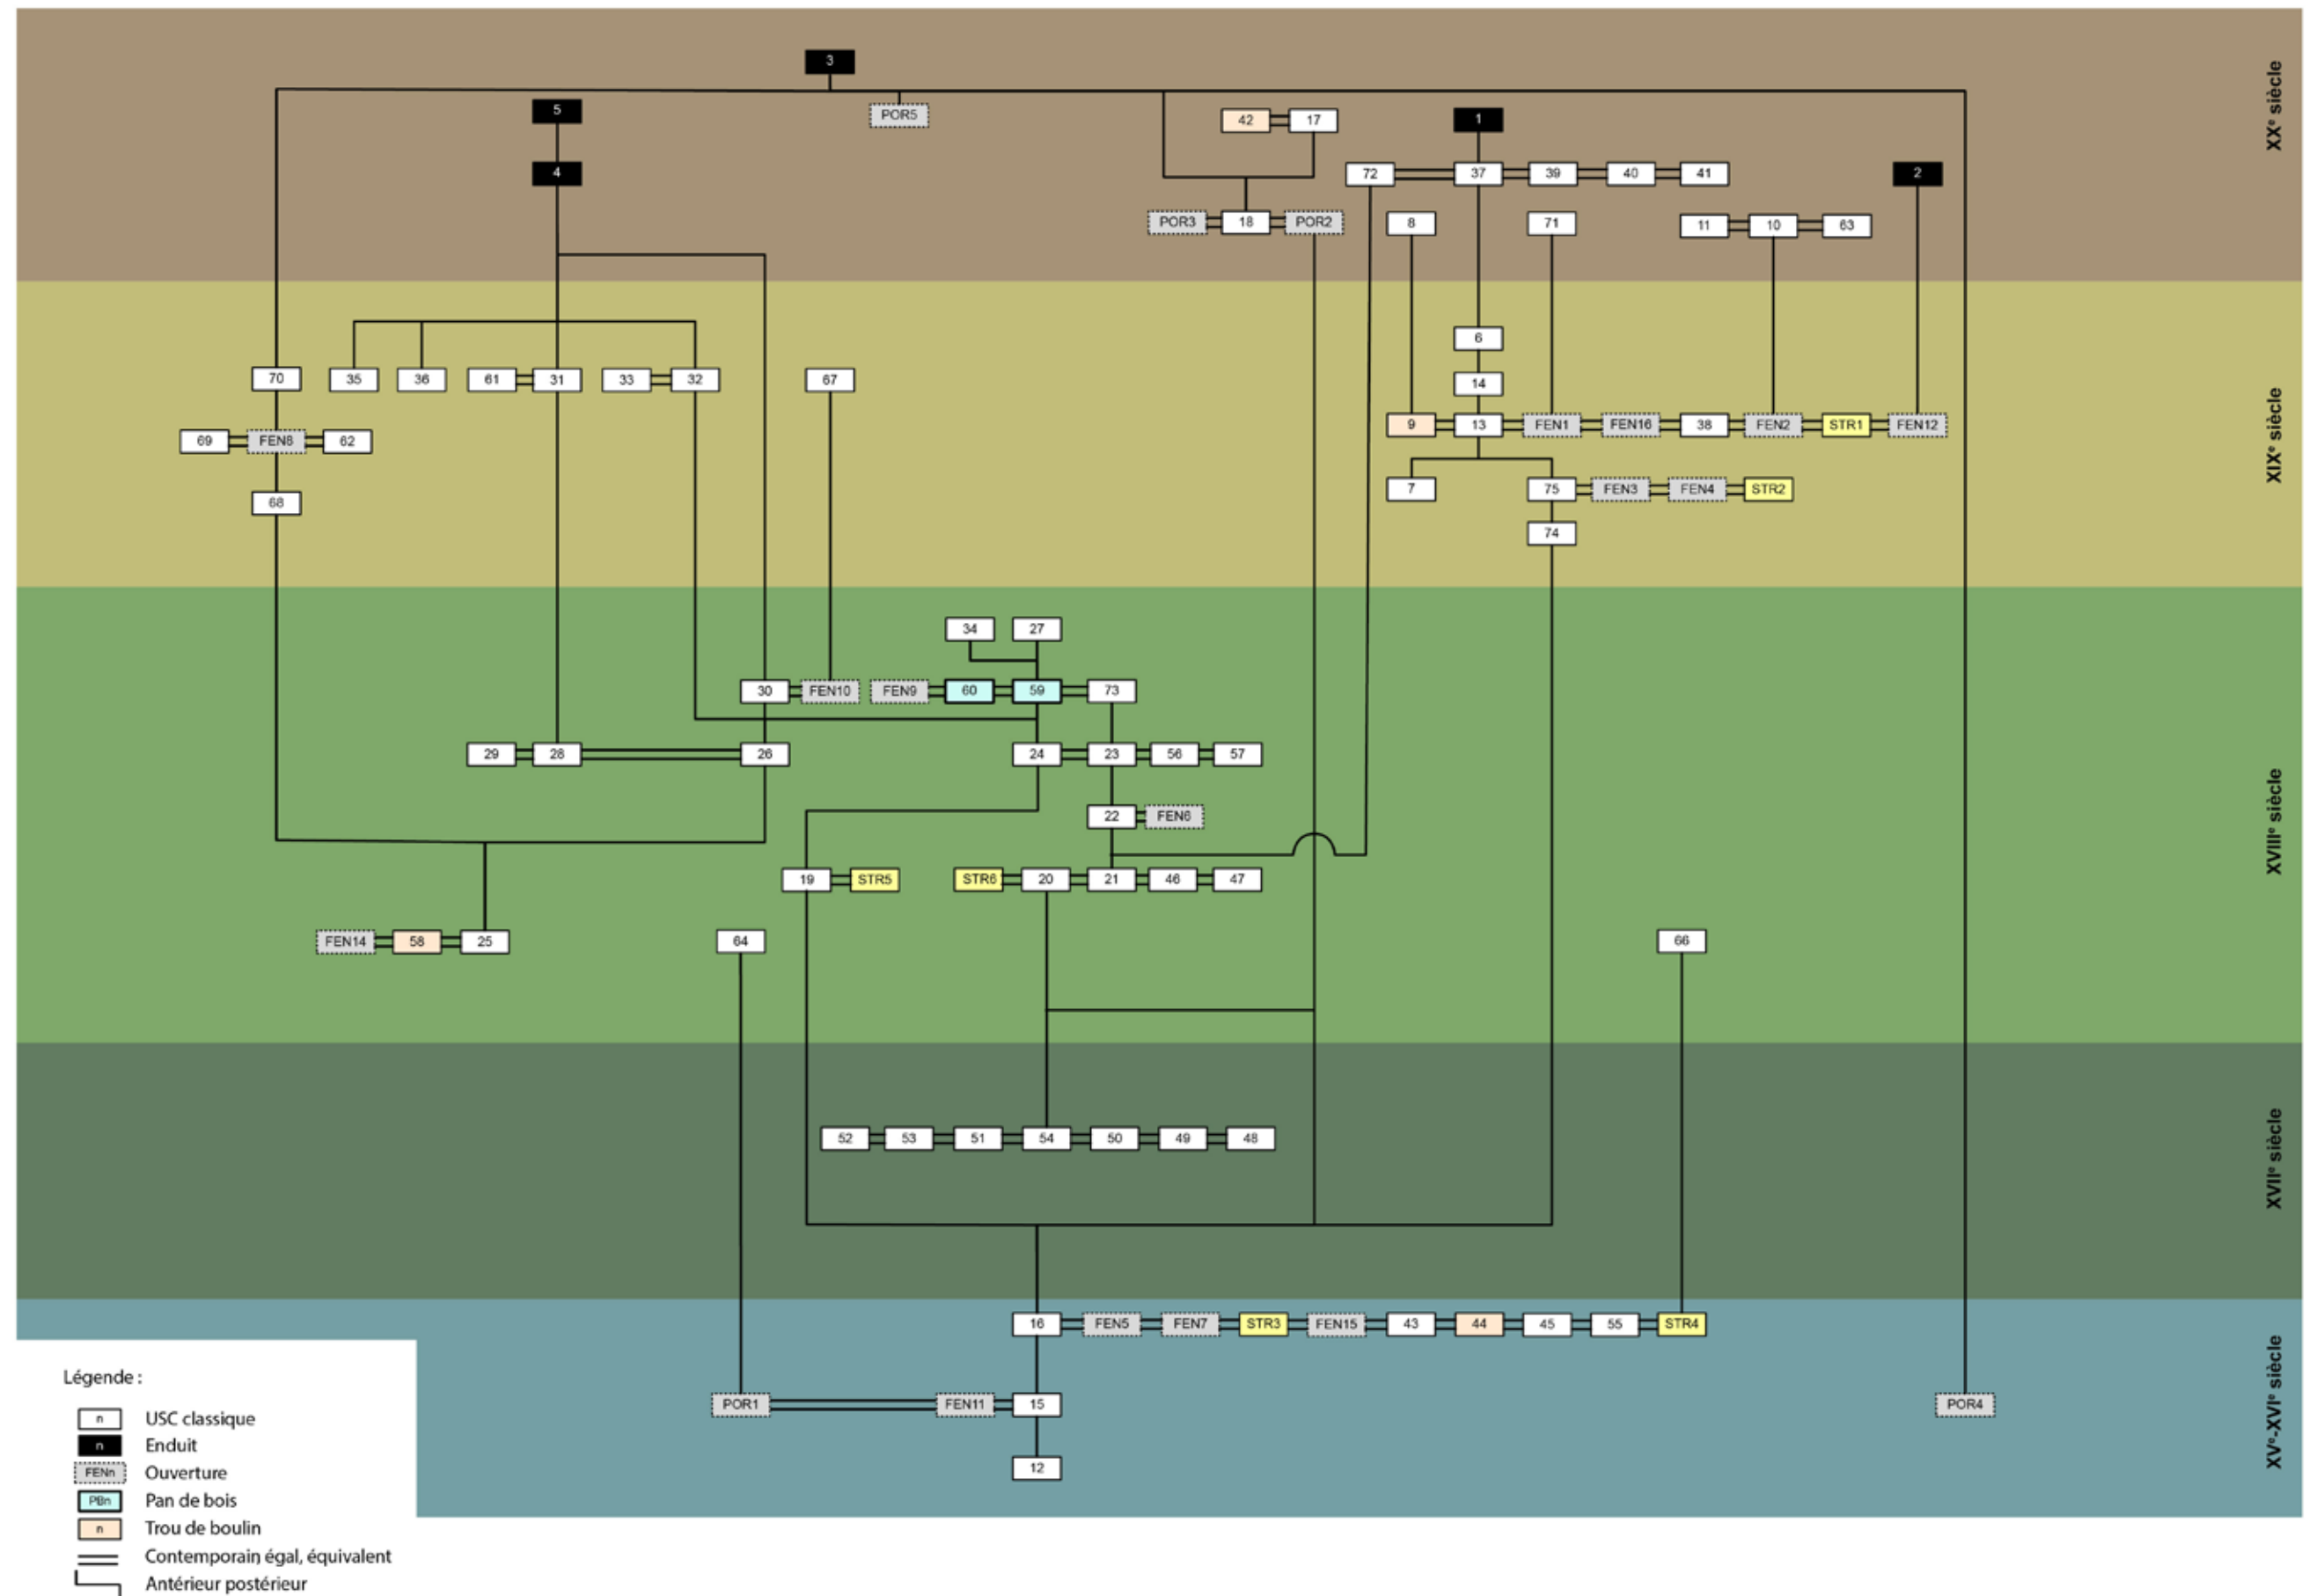 3
5
POR5
42 17
1
XXe siècle
4
72 37 39 40 41
2
POR3 18 POR2
8 71
11 10 63
6
70 35 36 61 31 33 32 67
14
69 FEN8 62
9 13 FEN1 FEN16 38 FEN2 STR1 FEN12
XIXe siècle
68
7 75 FEN3 FEN4 STR2
74
34 27
30 FEN10 FEN9 60 59 73
29 28 26 24 23 56 57
22 FEN6
XVIIIe siècle
19 STR5 STR6 20 21 46 47
FEN14 58 25
64
66
52 53 51 54 50 49 48
XVIIe siècle
16 FEN5 FEN7 STR3 FEN15 43 44 45 55 STR4
POR1 FEN11 15
POR4
XVe-XVIe siècle
12
Légende :
n USC classique
n Enduit
FENn Ouverture
PBn Pan de bois
n Trou de boulin
Contemporain égal, équivalent
Antérieur postérieur